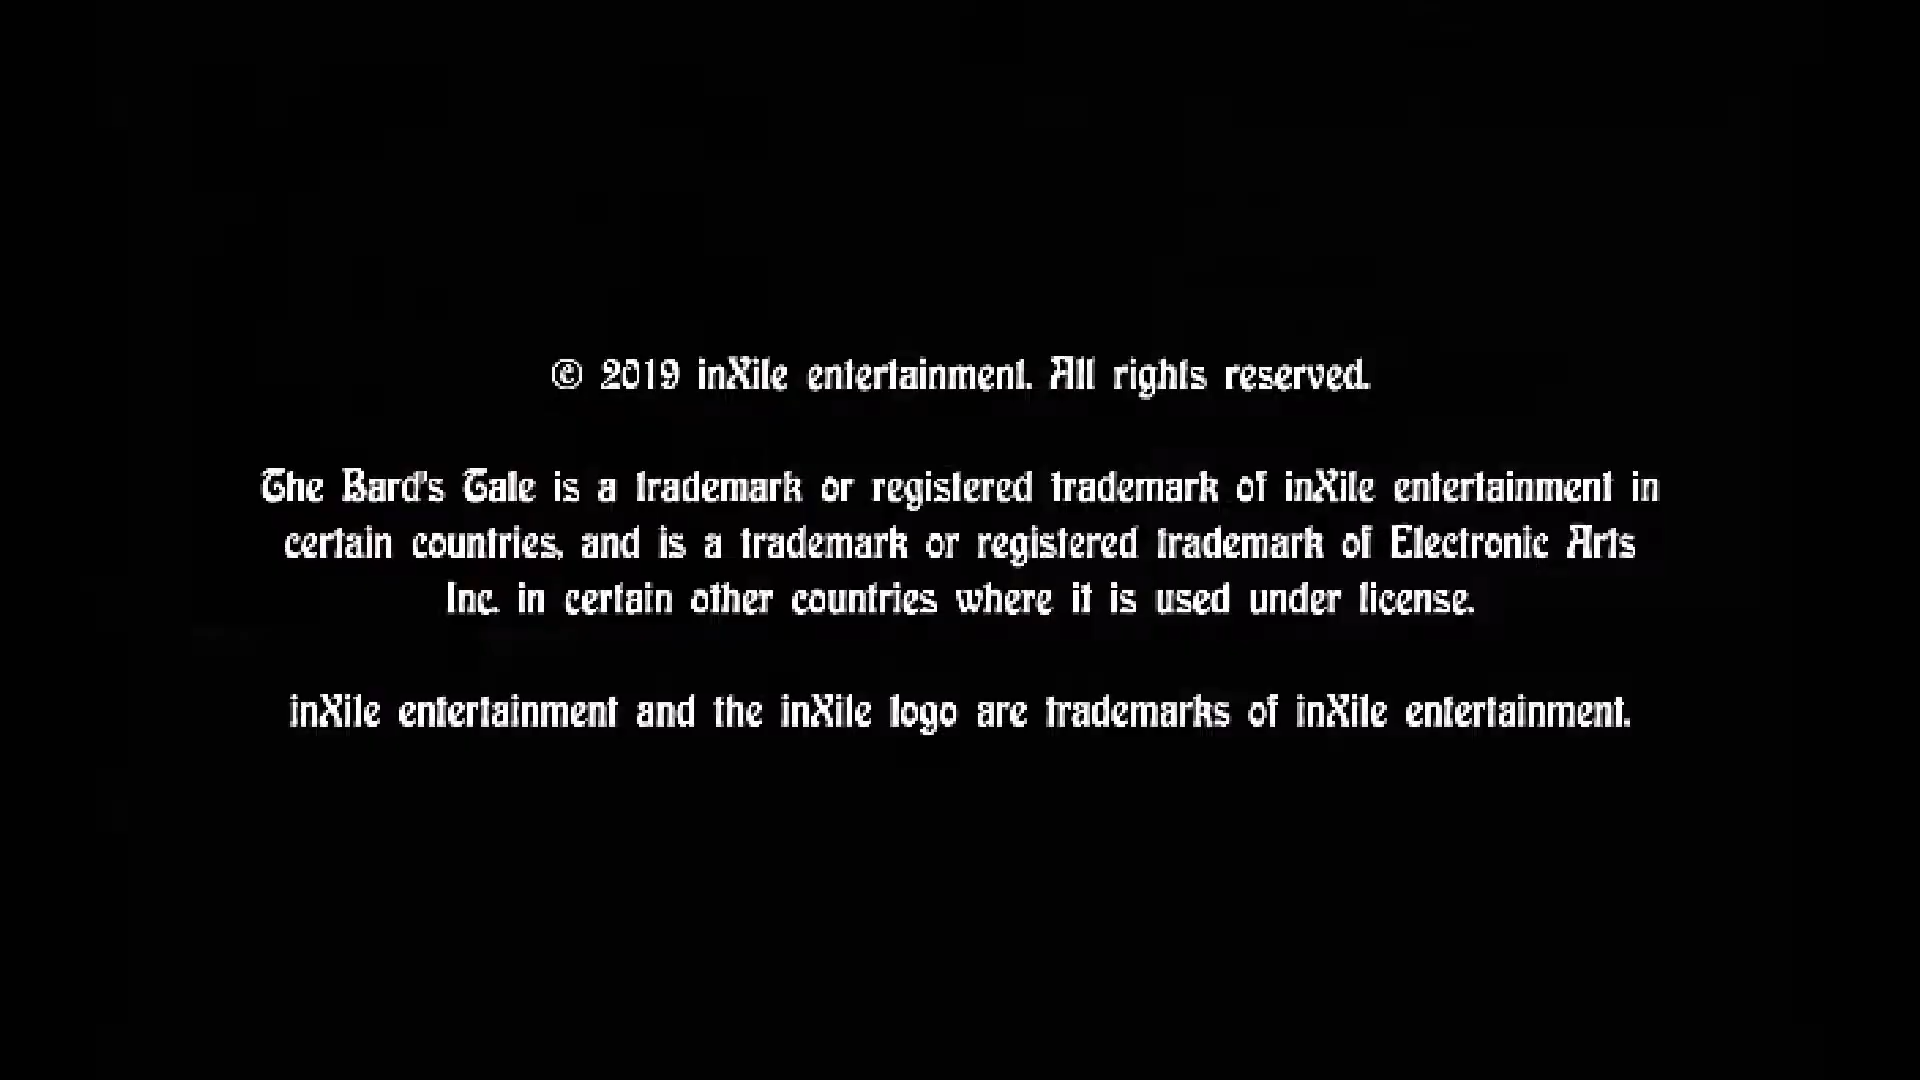 © 2019 inXile entertainment. All rights reserved.
The Bard's Tale is a trademark or registered trademark of inXile entertainment in
certain countries, and is a trademark or registered trademark of Electronic Arts
Inc. in certain other countries where it is used under license.
inXile entertainment and the inXile logo are trademarks of inXile entertainment.